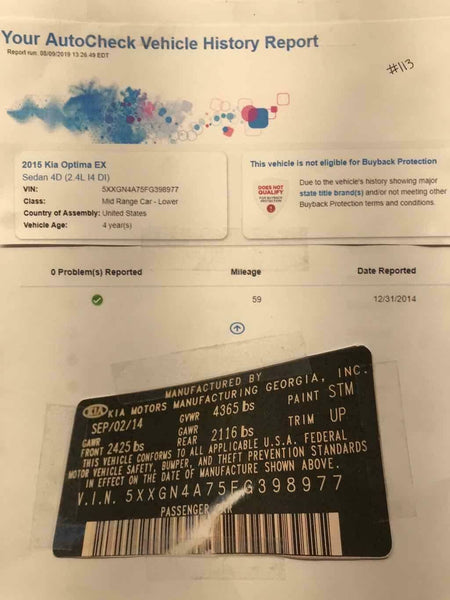 Your AutoCheck Vehicle History Report
Report run: 08/09/2019 13:26:49 EDT
#113
2015 Kia Optima EX
Sedan 4D (2.4L I4 DI)
VIN: 5XXGN4A75FG398977
Class: Mid Range Car - Lower
Country of Assembly: United States
Vehicle Age: 4 year(s)
This vehicle is not eligible for Buyback Protection
DOES NOT
QUALIFY
FOR BUYBACK
PROTECTION
Due to the vehicle's history showing major
state title brand(s) and/or not meeting other
Buyback Protection terms and conditions.
0 Problem(s) Reported Mileage Date Reported
59 12/31/2014
MANUFACTURED BY
KIA KIA MOTORS MANUFACTURING GEORGIA, INC.
SEP/02/14 GVWR 4365 lbs PAINT STM
GAWR FRONT 2425 lbs GAWR REAR 2116 lbs TRIM UP
THIS VEHICLE CONFORMS TO ALL APPLICABLE U.S.A. FEDERAL
MOTOR VEHICLE SAFETY, BUMPER, AND THEFT PREVENTION STANDARDS
IN EFFECT ON THE DATE OF MANUFACTURE SHOWN ABOVE.
V.I.N. 5XXGN4A75FG398977
PASSENGER CAR